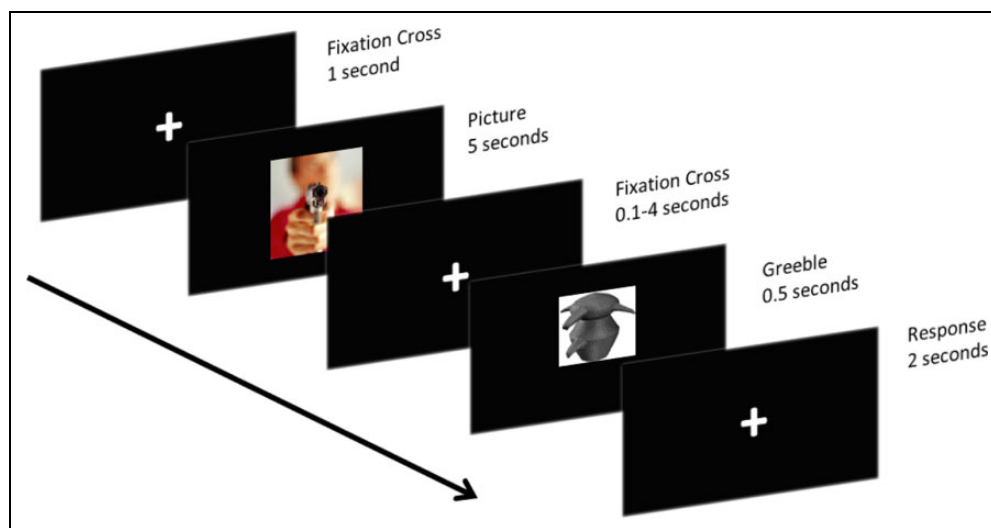 Fixation Cross
1 second
Picture
5 seconds
Fixation Cross
0.1-4 seconds
Greeble
0.5 seconds
Response
2 seconds